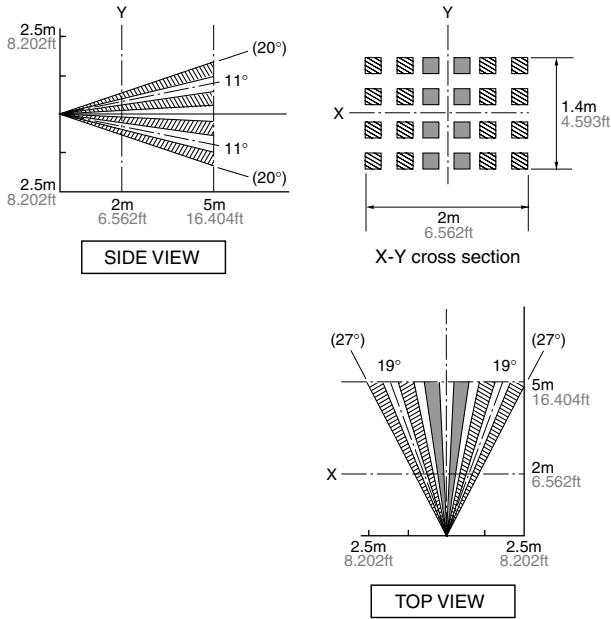 Y
2.5m
8.202ft
(20°)
11°
11°
(20°)
2.5m
8.202ft
2m
6.562ft
5m
16.404ft
SIDE VIEW
Y
X
1.4m
4.593ft
2m
6.562ft
X-Y cross section
(27°)
(27°)
19°
19°
5m
16.404ft
X
2m
6.562ft
2.5m
8.202ft
2.5m
8.202ft
TOP VIEW